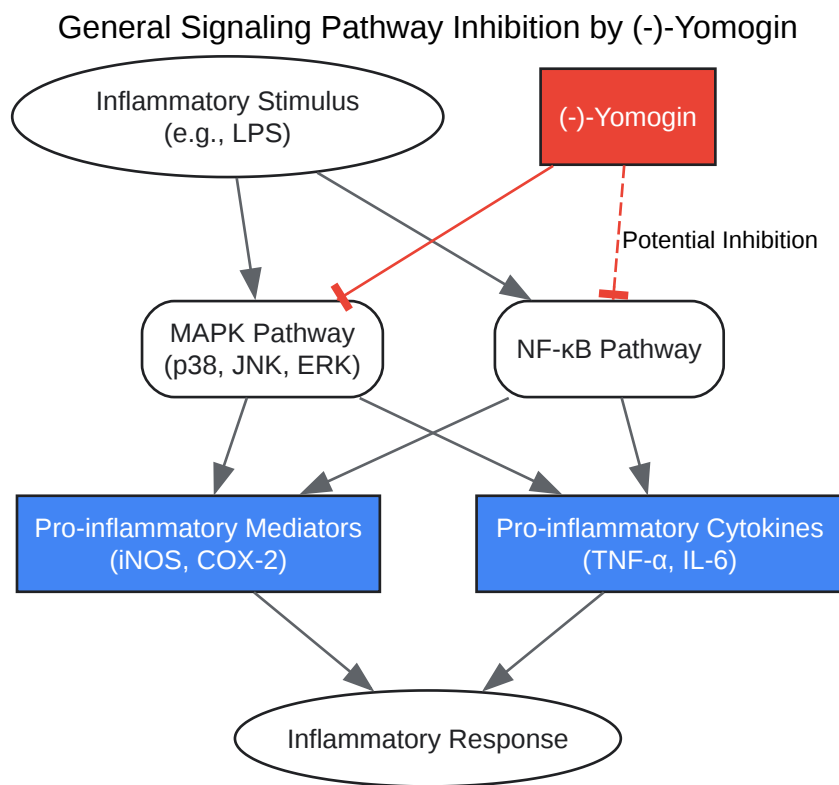 General Signaling Pathway Inhibition by (-)-Yomogin
Inflammatory Stimulus
(e.g., LPS)
(-)-Yomogin
Potential Inhibition
MAPK Pathway
(p38, JNK, ERK)
NF-κB Pathway
Pro-inflammatory Mediators
(iNOS, COX-2)
Pro-inflammatory Cytokines
(TNF-α, IL-6)
Inflammatory Response